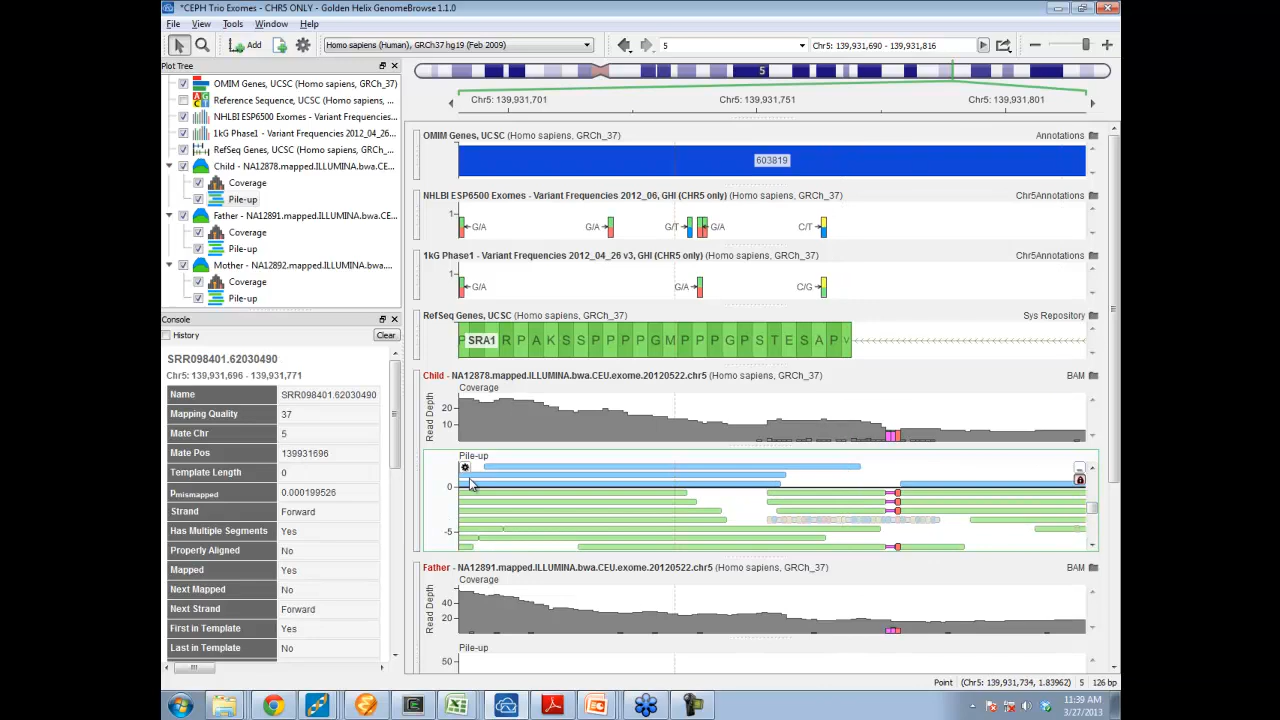 *CEPH Trio Exomes - CHR5 ONLY - Golden Helix GenomeBrowse 1.1.0
File View Tools Window Help
Add
Homo sapiens (Human), GRCh37 hg19 (Feb 2009)
5
Chr5: 139,931,690 - 139,931,816
Plot Tree
OMIM Genes, UCSC (Homo sapiens, GRCh_37)
Reference Sequence, UCSC (Homo sapiens, ...
NHLBI ESP6500 Exomes - Variant Frequencies ...
1kG Phase1 - Variant Frequencies 2012_04_26...
RefSeq Genes, UCSC (Homo sapiens, GRCh_3...
Child - NA12878.mapped.ILLUMINA.bwa.CE...
Coverage
Pile-up
Father - NA12891.mapped.ILLUMINA.bwa.C...
Coverage
Pile-up
Mother - NA12892.mapped.ILLUMINA.bwa....
Coverage
Pile-up
Console
History
Clear
SRR098401.62030490
Chr5: 139,931,696 - 139,931,771
Name SRR098401.62030490
Mapping Quality 37
Mate Chr 5
Mate Pos 139931696
Template Length 0
Pmismapped 0.000199526
Strand Forward
Has Multiple Segments Yes
Properly Aligned No
Mapped Yes
Next Mapped No
Next Strand Forward
First in Template Yes
Last in Template No
5
Chr5: 139,931,701 Chr5: 139,931,751 Chr5: 139,931,801
OMIM Genes, UCSC (Homo sapiens, GRCh_37) Annotations
603819
NHLBI ESP6500 Exomes - Variant Frequencies 2012_06, GHI (CHR5 only) (Homo sapiens, GRCh_37) Chr5Annotations
1
G/A G/A G/T G/A C/T
1kG Phase1 - Variant Frequencies 2012_04_26 v3, GHI (CHR5 only) (Homo sapiens, GRCh_37) Chr5Annotations
1
G/A G/A C/G
RefSeq Genes, UCSC (Homo sapiens, GRCh_37) Sys Repository
P SRA1 R P A K S S P P P P G M P P P G P S T E S A P V
Child - NA12878.mapped.ILLUMINA.bwa.CEU.exome.20120522.chr5 (Homo sapiens, GRCh_37) BAM
Coverage
Read Depth
20
10
Pile-up
0
-5
Father - NA12891.mapped.ILLUMINA.bwa.CEU.exome.20120522.chr5 (Homo sapiens, GRCh_37) BAM
Coverage
Read Depth
40
20
Pile-up
50
Point (Chr5: 139,931,734, 1.83962) 5 126 bp
11:39 AM
3/27/2013